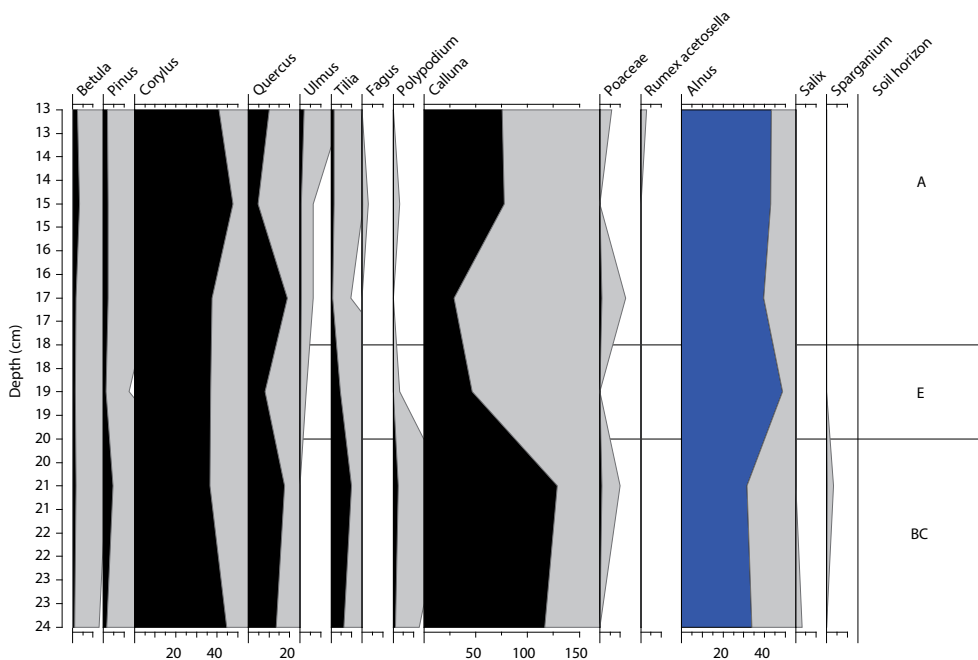 Betula
Pinus
Corylus
Quercus
Ulmus
Tilia
Fagus
Polypodium
Calluna
Poaceae
Rumex acetosella
Alnus
Salix
Sparganium
Soil horizon
Depth (cm)
13
13
14
14
15
15
16
16
17
17
18
18
19
19
20
20
21
21
22
22
23
23
24
A
E
BC
20 40 20 50 100 150 20 40